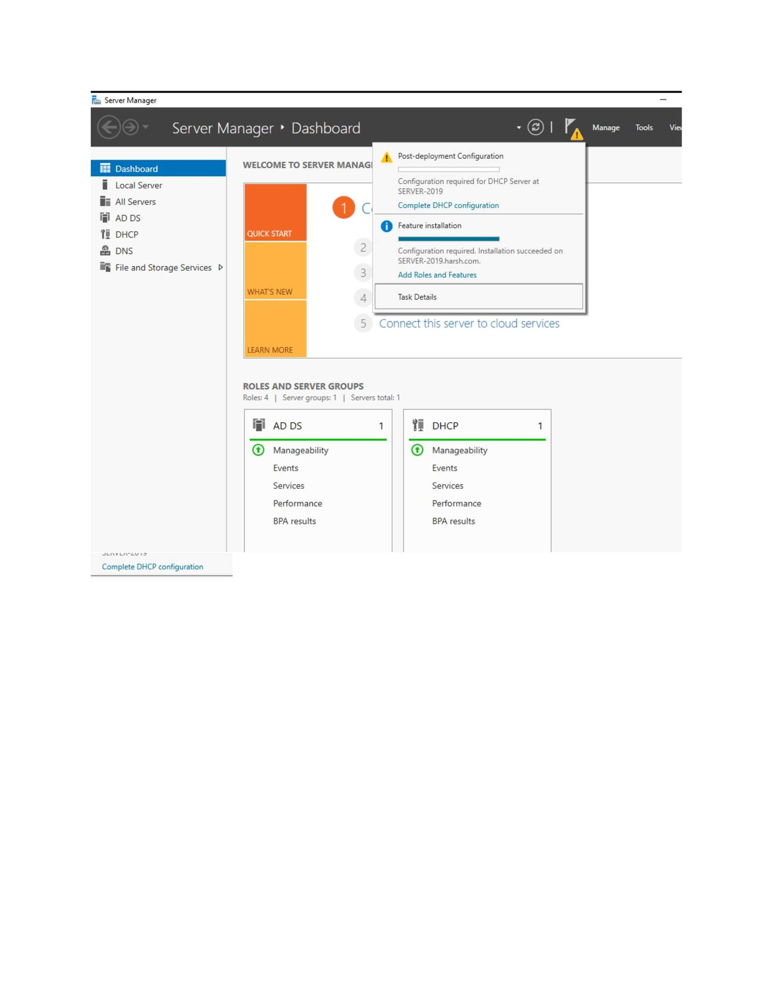 Server Manager
Server Manager Dashboard
Manage Tools
Dashboard
Local Server
All Servers
AD DS
DHCP
DNS
File and Storage Services
WELCOME TO SERVER
QUICK START
WHAT'S NEW
LEARN MORE
1
2
3
4
5 Connect this server to cloud services
Post-deployment Configuration
Configuration required for DHCP Server at
SERVER-2019
Complete DHCP configuration
Feature installation
Configuration required. Installation succeeded on
SERVER-2019.harsh.com.
Add Roles and Features
Task Details
ROLES AND SERVER GROUPS
Roles: 4 | Server groups: 1 | Servers total: 1
AD DS 1
Manageability
Events
Services
Performance
BPA results
DHCP 1
Manageability
Events
Services
Performance
BPA results
SERVER-2019
Complete DHCP configuration